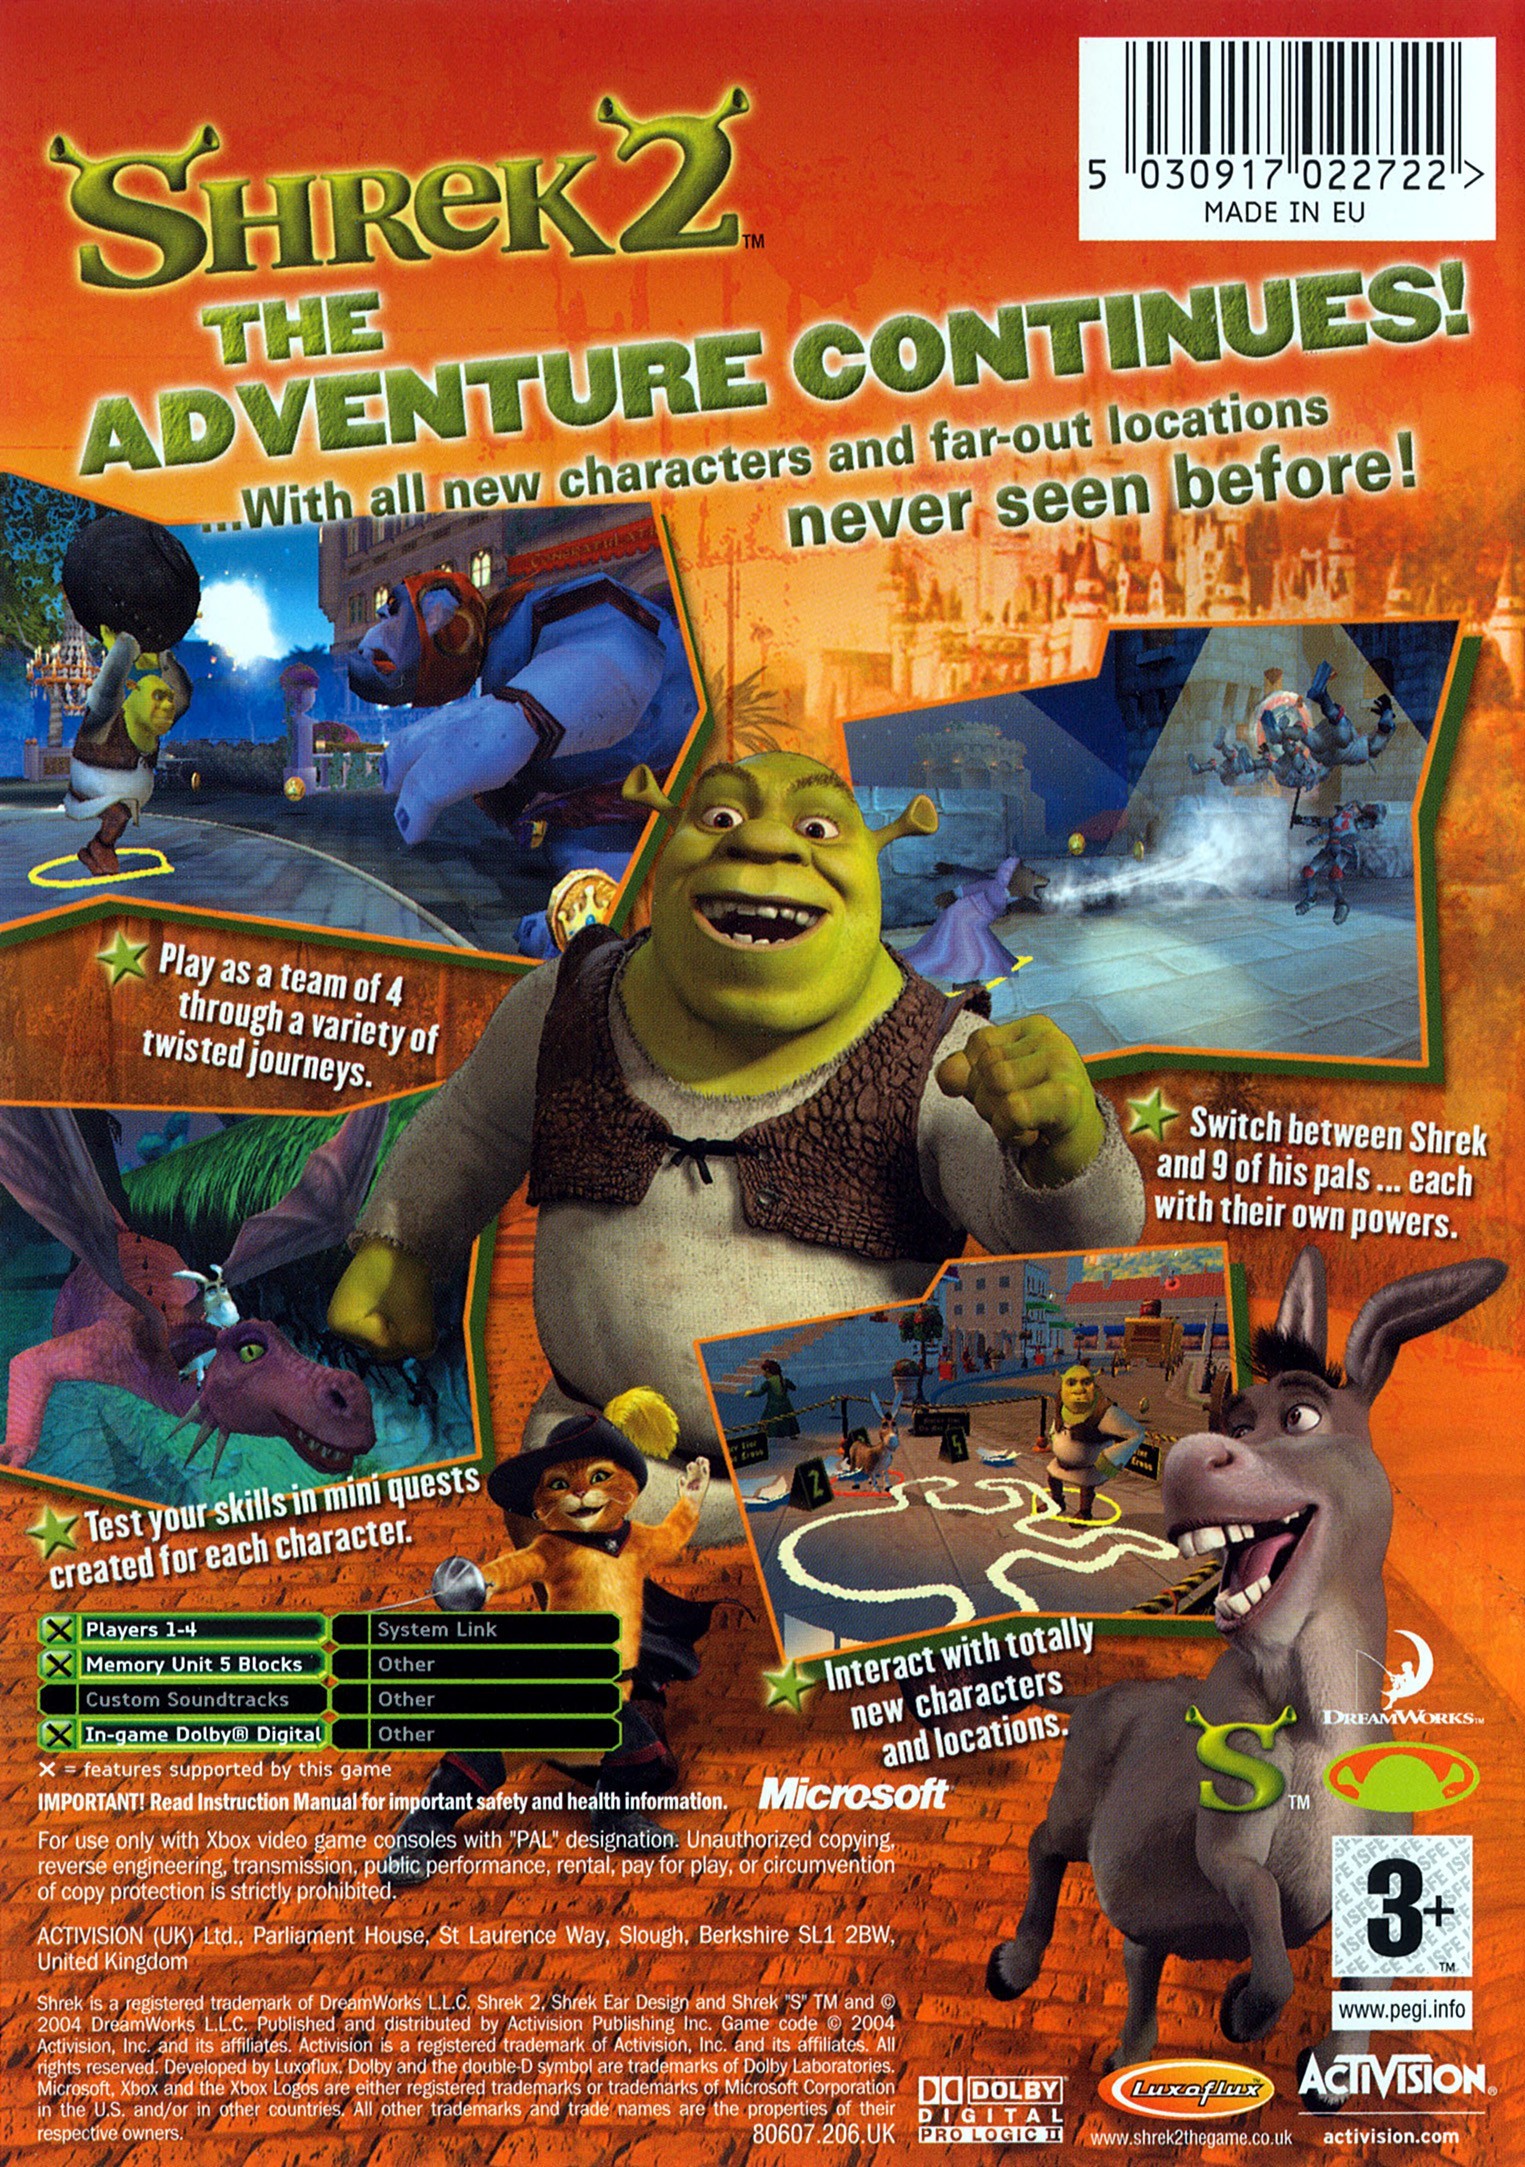 5 030917 022722 >
MADE IN EU
SHREK 2™
THE
ADVENTURE CONTINUES!
...With all new characters and far-out locations
never seen before!
Play as a team of 4
through a variety of
twisted journeys.
Switch between Shrek
and 9 of his pals ... each
with their own powers.
Test your skills in mini quests
created for each character.
2
5
Interact with totally
new characters
and locations.
Players 1-4
System Link
Memory Unit 5 Blocks
Other
Custom Soundtracks
Other
In-game Dolby® Digital
Other
X = features supported by this game
IMPORTANT! Read Instruction Manual for important safety and health information.
Microsoft
For use only with Xbox video game consoles with "PAL" designation. Unauthorized copying,
reverse engineering, transmission, public performance, rental, pay for play, or circumvention
of copy protection is strictly prohibited.
ACTIVISION (UK) Ltd., Parliament House, St Laurence Way, Slough, Berkshire SL1 2BW,
United Kingdom
Shrek is a registered trademark of DreamWorks L.L.C. Shrek 2, Shrek Ear Design and Shrek "S" TM and ©
2004 DreamWorks L.L.C. Published and distributed by Activision Publishing Inc. Game code © 2004
Activision, Inc. and its affiliates. Activision is a registered trademark of Activision, Inc. and its affiliates. All
rights reserved. Developed by Luxoflux. Dolby and the double-D symbol are trademarks of Dolby Laboratories.
Microsoft, Xbox and the Xbox Logos are either registered trademarks or trademarks of Microsoft Corporation
in the U.S. and/or in other countries. All other trademarks and trade names are the properties of their
respective owners.
80607.206.UK
DREAMWORKS™
S™
3+™
www.pegi.info
DOLBY
DIGITAL
PRO LOGIC II
Luxoflux™
www.shrek2thegame.co.uk
ACTIVISION®
activision.com